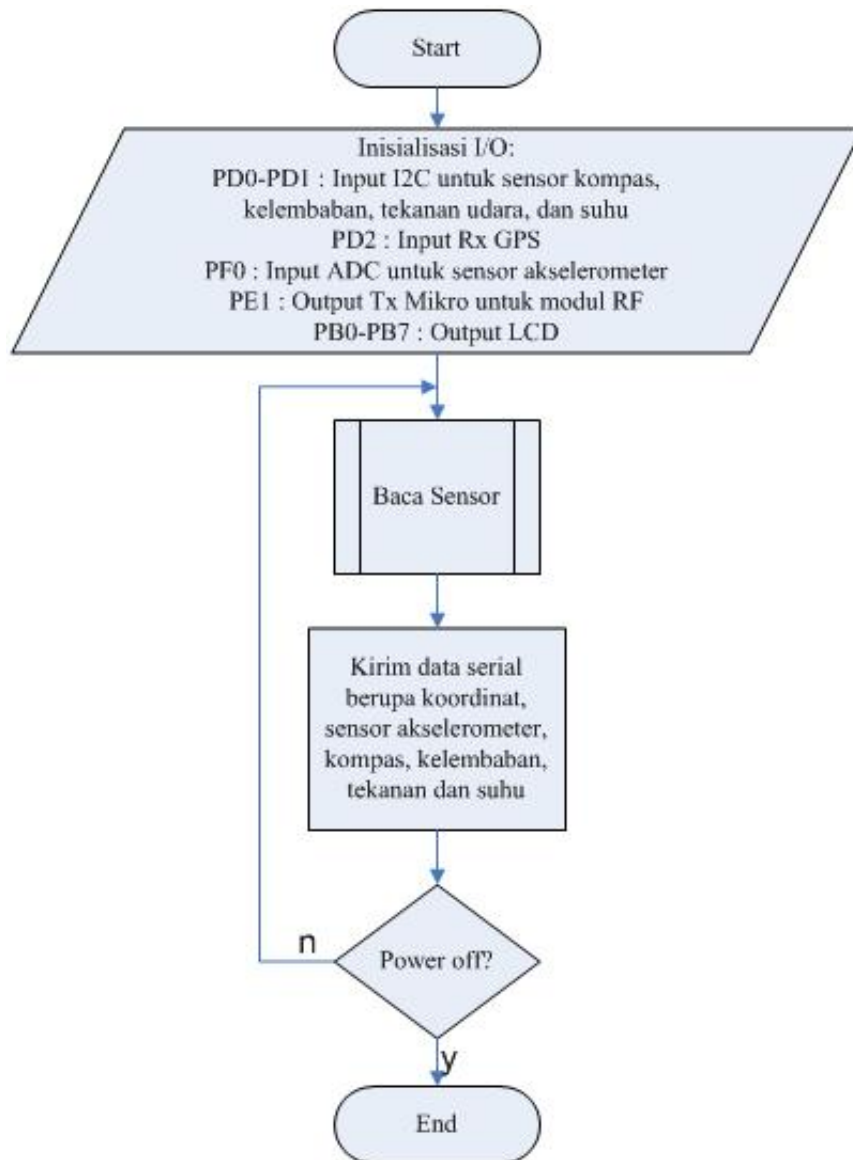 Start
Inisialisasi I/O:
PD0-PD1 : Input I2C untuk sensor kompas,
kelembaban, tekanan udara, dan suhu
PD2 : Input Rx GPS
PF0 : Input ADC untuk sensor akselerometer
PE1 : Output Tx Mikro untuk modul RF
PB0-PB7 : Output LCD
Baca Sensor
Kirim data serial
berupa koordinat,
sensor akselerometer,
kompas, kelembaban,
tekanan dan suhu
n
Power off?
y
End